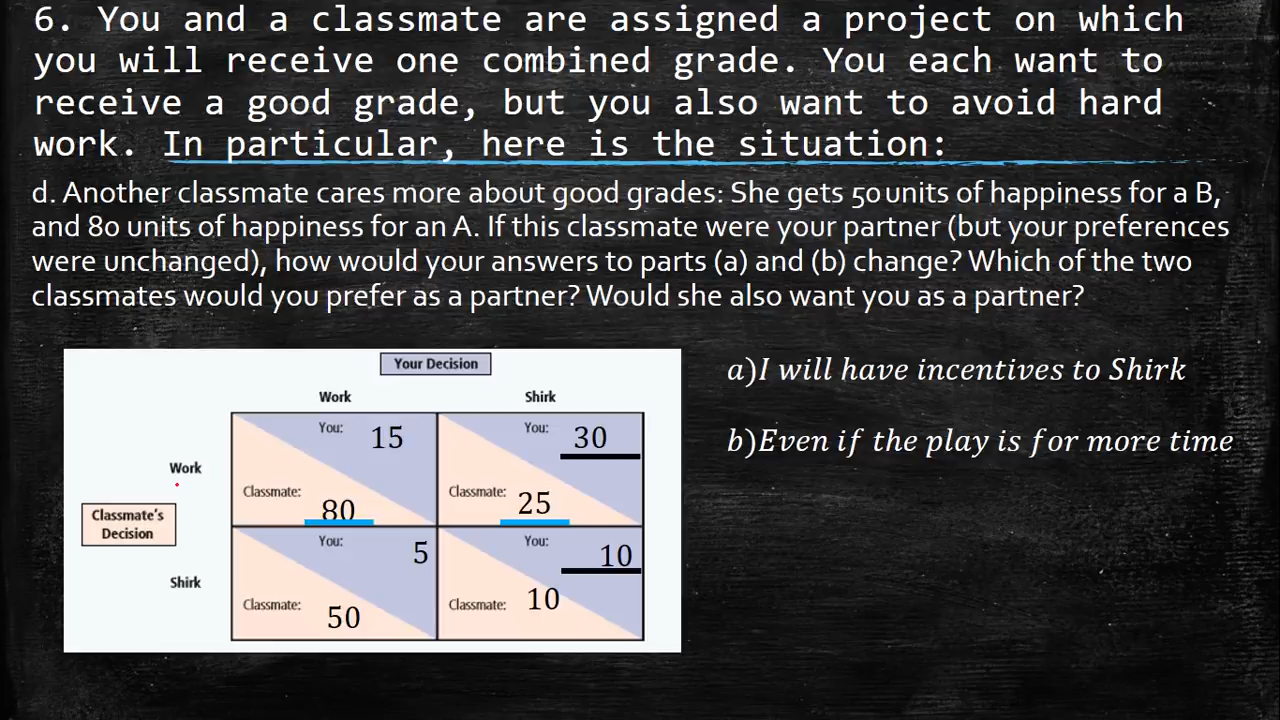 6. You and a classmate are assigned a project on which
you will receive one combined grade. You each want to
receive a good grade, but you also want to avoid hard
work. In particular, here is the situation:
d. Another classmate cares more about good grades: She gets 50 units of happiness for a B,
and 80 units of happiness for an A. If this classmate were your partner (but your preferences
were unchanged), how would your answers to parts (a) and (b) change? Which of the two
classmates would you prefer as a partner? Would she also want you as a partner?
Your Decision
Work Shirk
You: 15 You: 30
Work
Classmate: 80 Classmate: 25
Classmate's
Decision
You: 5 You: 10
Shirk
Classmate: 50 Classmate: 10
a)I will have incentives to Shirk
b)Even if the play is for more time